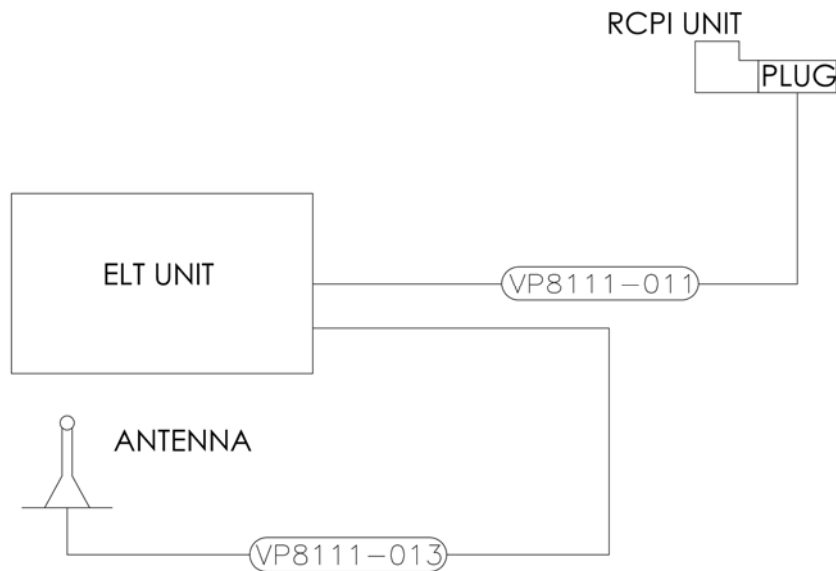 RCPI UNIT
PLUG
ELT UNIT
VP8111-011
ANTENNA
VP8111-013